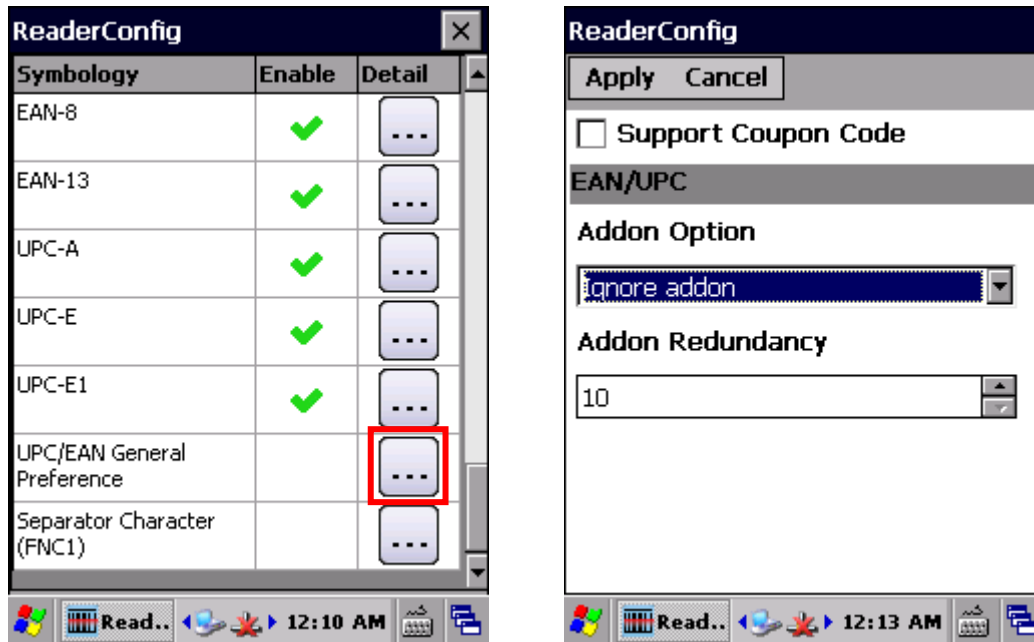 ReaderConfig
Symbology Enable Detail
EAN-8 ...
EAN-13 ...
UPC-A ...
UPC-E ...
UPC-E1 ...
UPC/EAN General
Preference ...
Separator Character
(FNC1) ...
Read.. 12:10 AM
ReaderConfig
Apply Cancel
Support Coupon Code
EAN/UPC
Addon Option
Ignore addon
Addon Redundancy
10
Read.. 12:13 AM